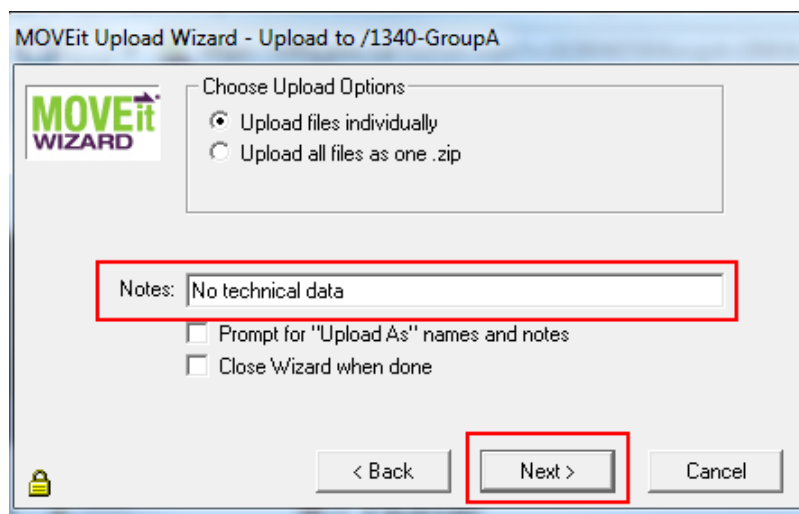 MOVEit Upload Wizard - Upload to /1340-GroupA
MOVEit
WIZARD
Choose Upload Options
Upload files individually
Upload all files as one .zip
Notes: No technical data
Prompt for "Upload As" names and notes
Close Wizard when done
< Back Next > Cancel